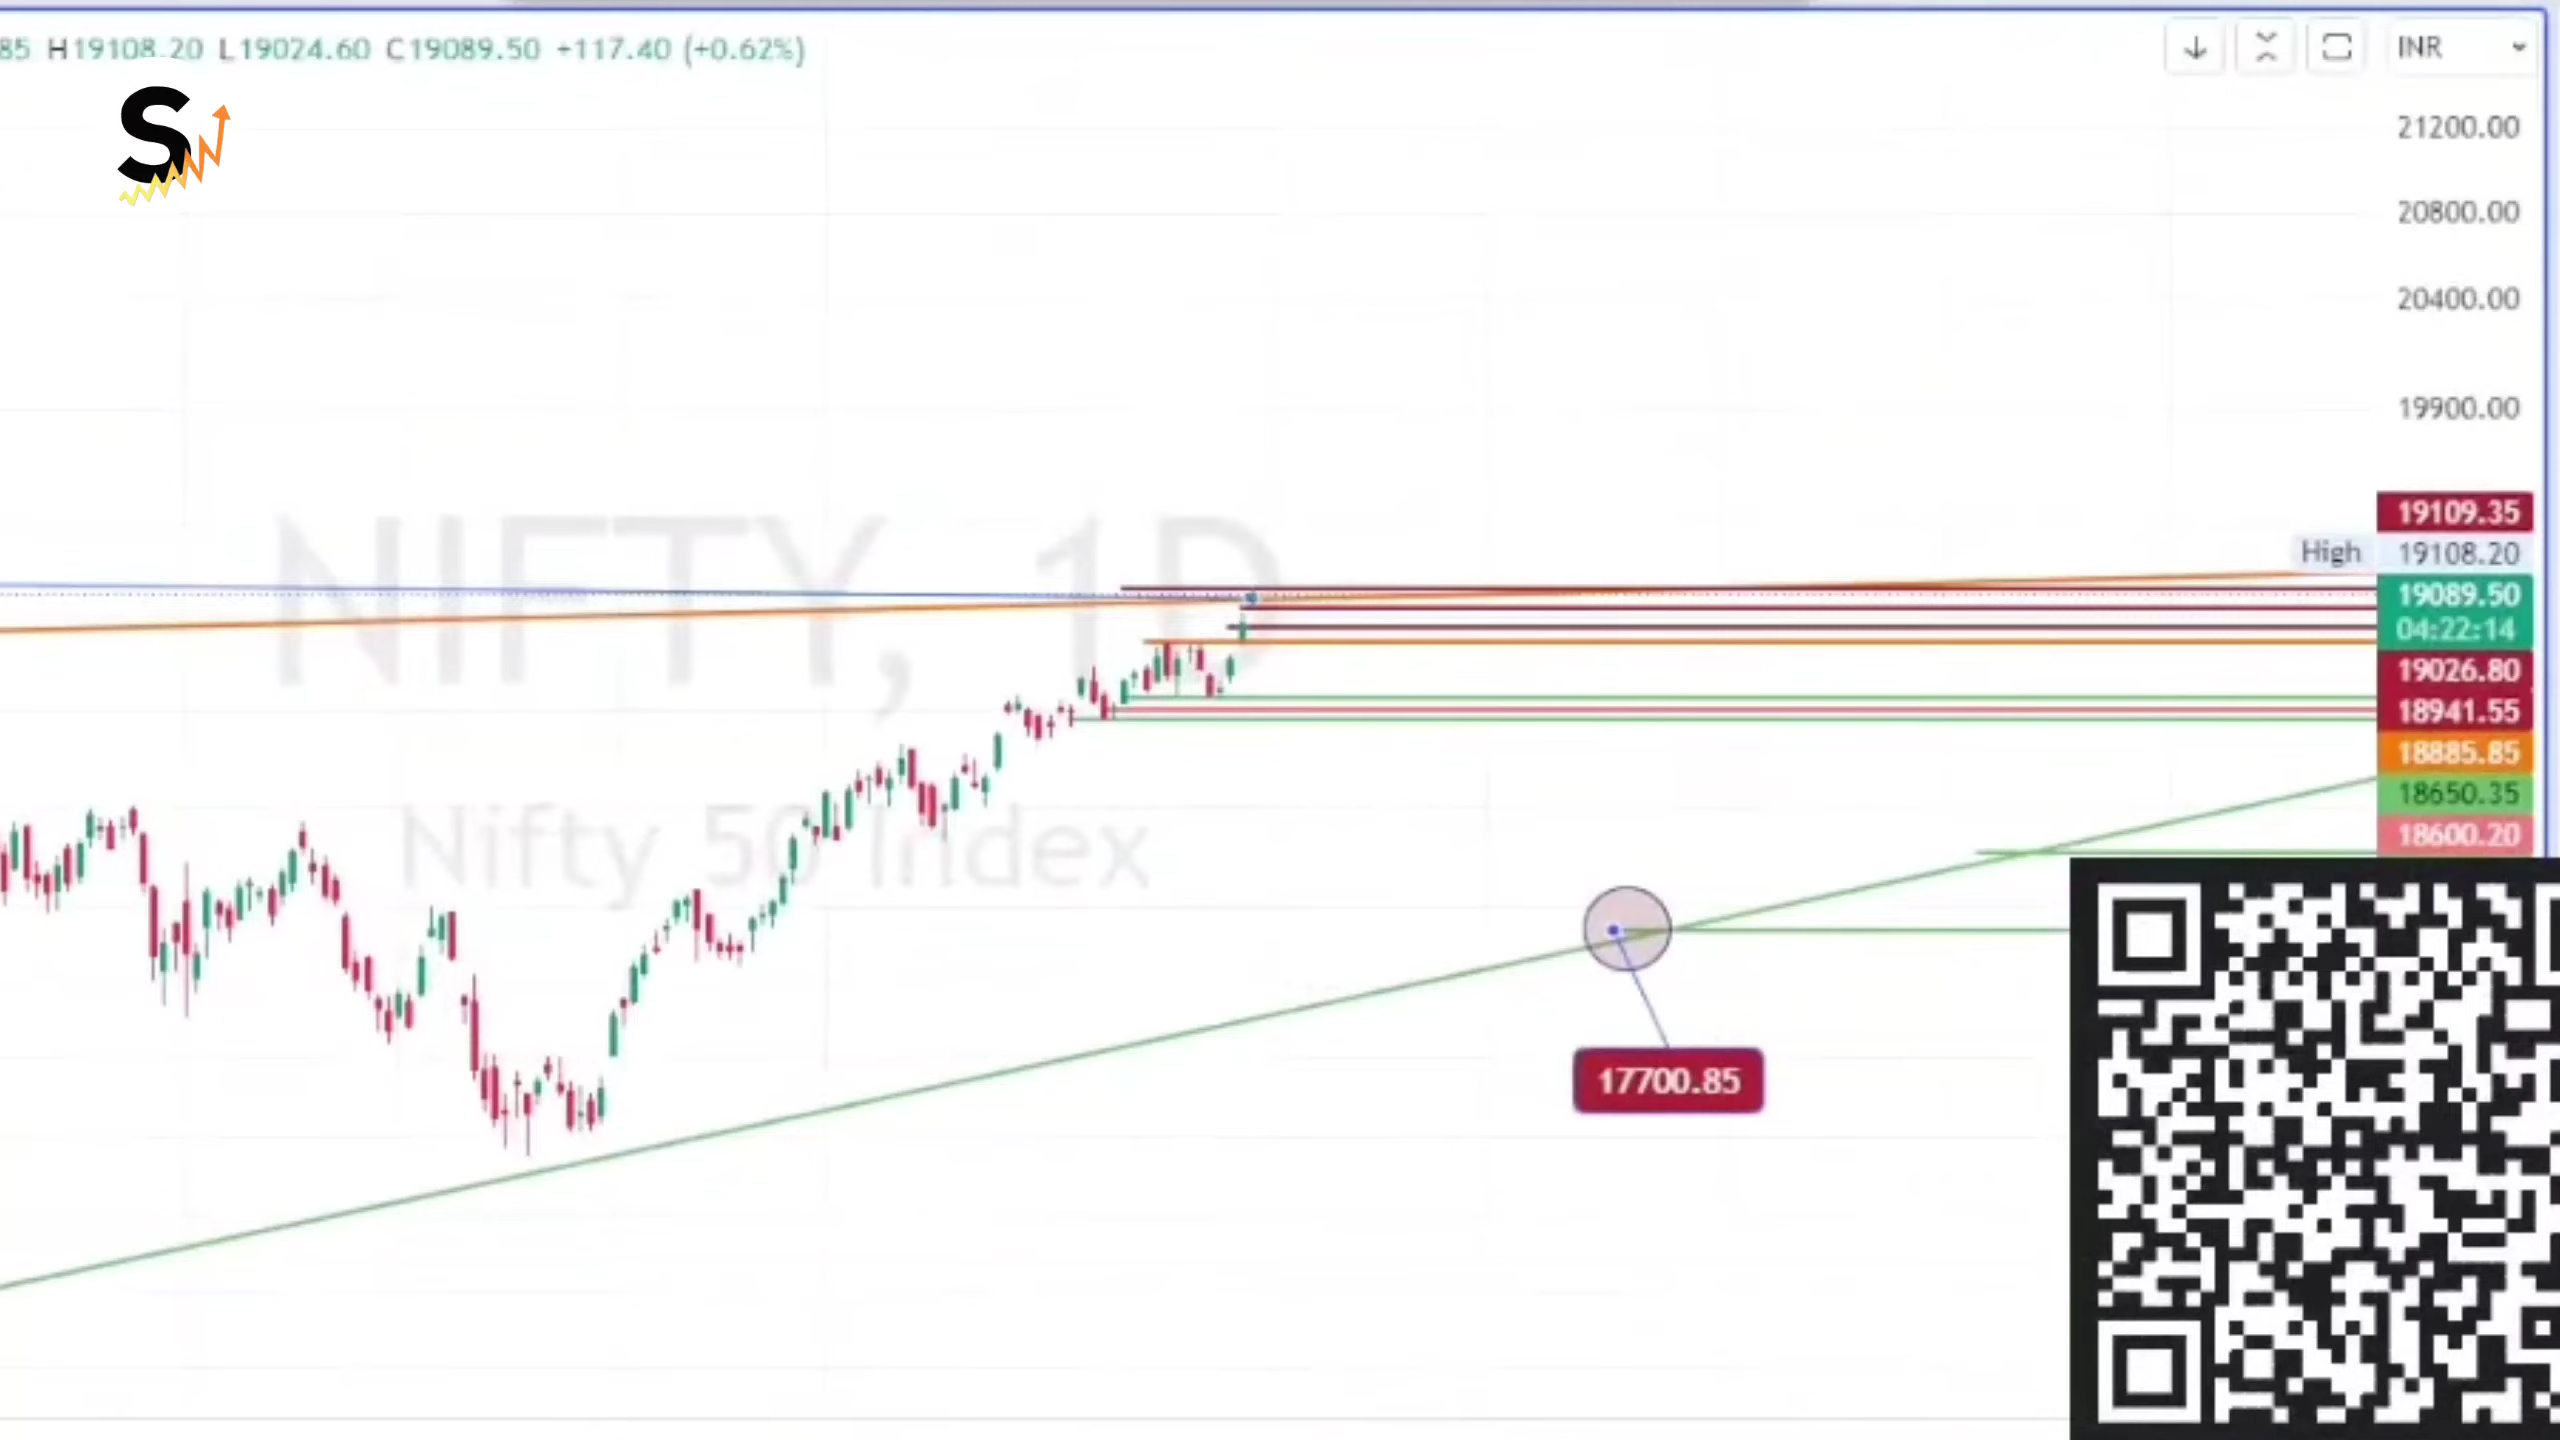 85 H19108.20 L19024.60 C19089.50 +117.40 (+0.62%)
INR
S
21200.00
20800.00
20400.00
19900.00
19109.35
High 19108.20
19089.50
04:22:14
19026.80
18941.55
18885.85
18650.35
18600.20
NIFTY, 1D
Nifty 50 Index
17700.85